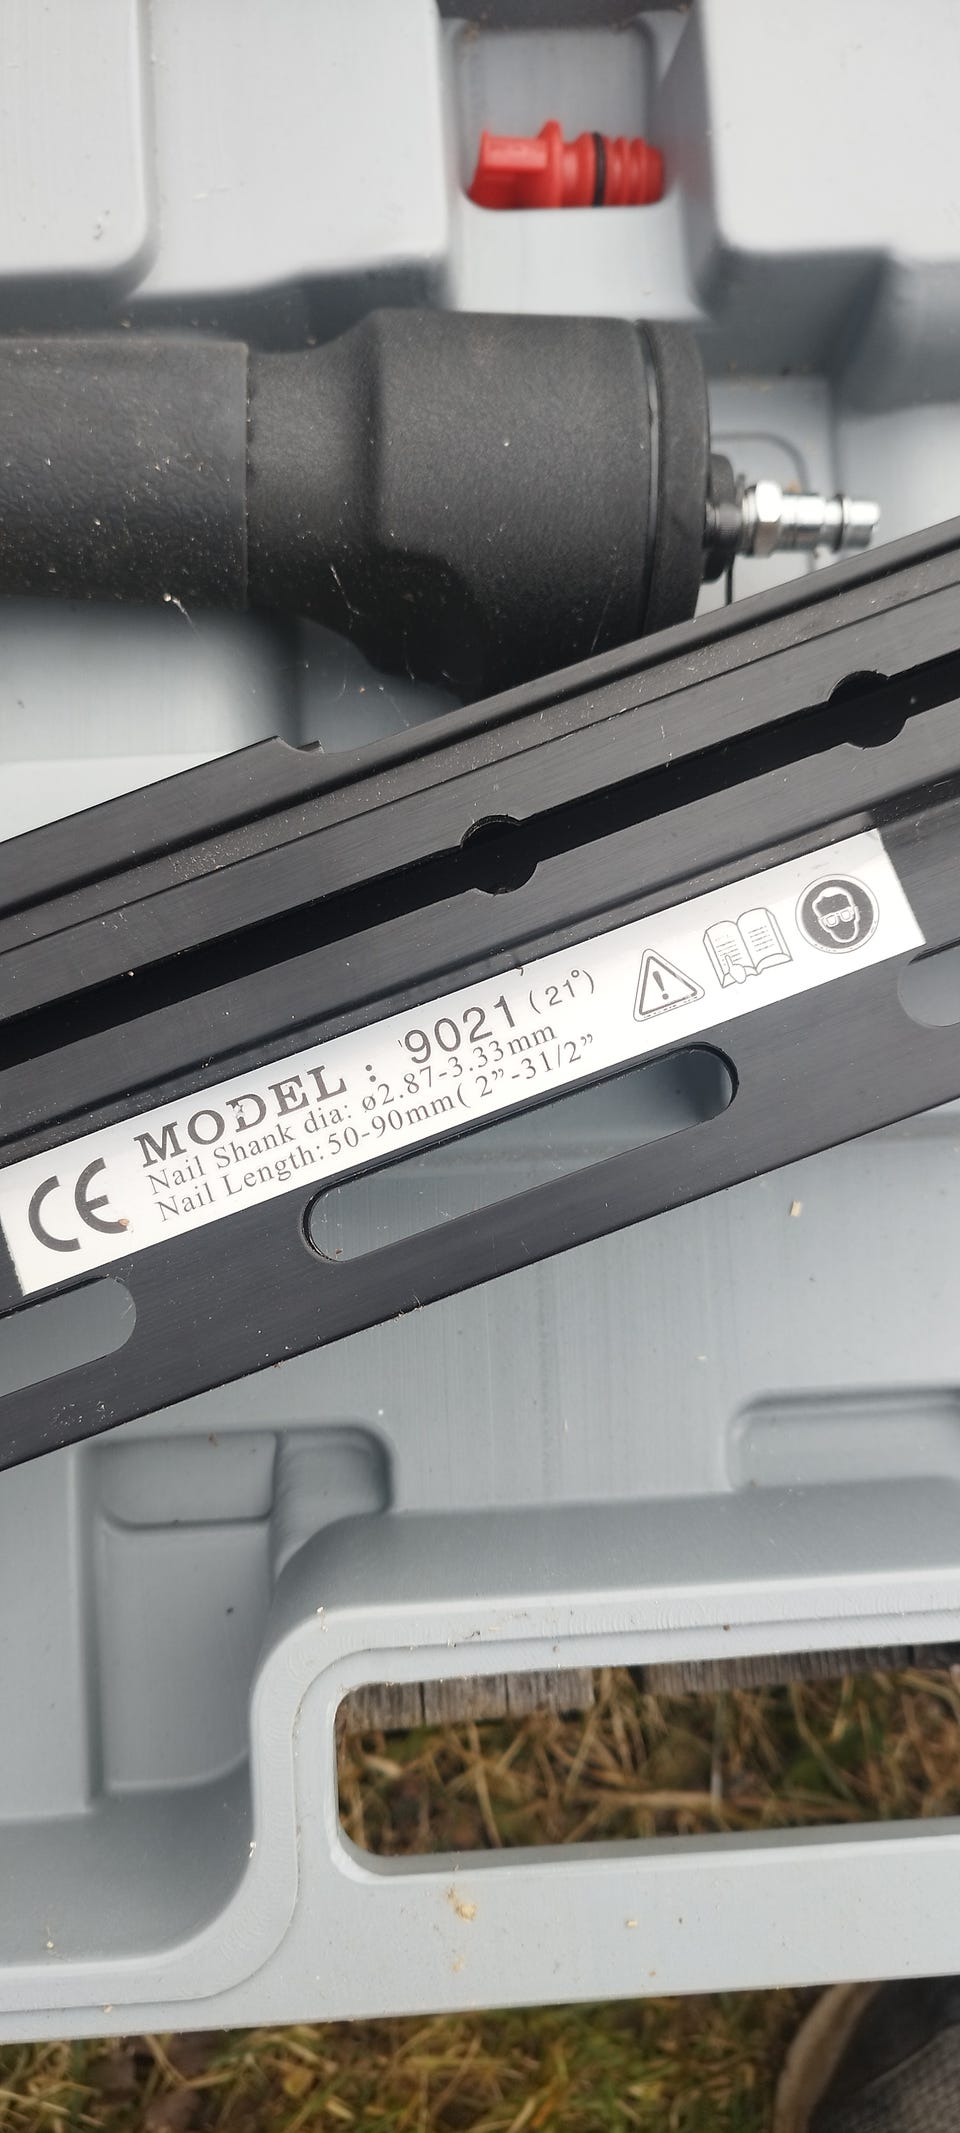 CE
MODEL: 9021 (21°)
Nail Shank dia: ø2.87-3.33mm
Nail Length: 50-90mm( 2”-31/2”